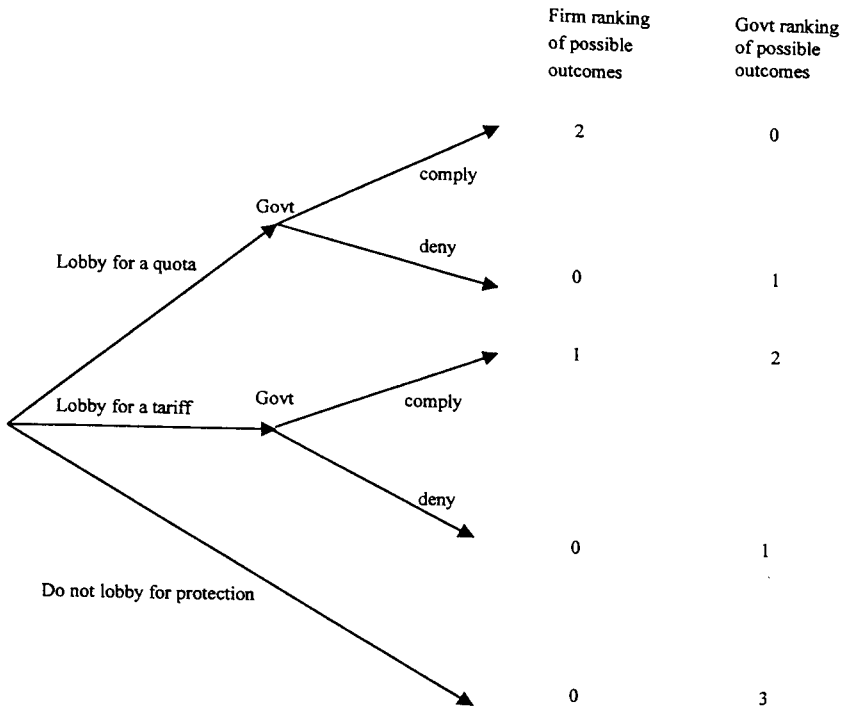 Firm ranking
of possible
outcomes
Govt ranking
of possible
outcomes
2
0
comply
Govt
deny
Lobby for a quota
0
1
1
2
Govt
comply
Lobby for a tariff
deny
0
1
Do not lobby for protection
0
3